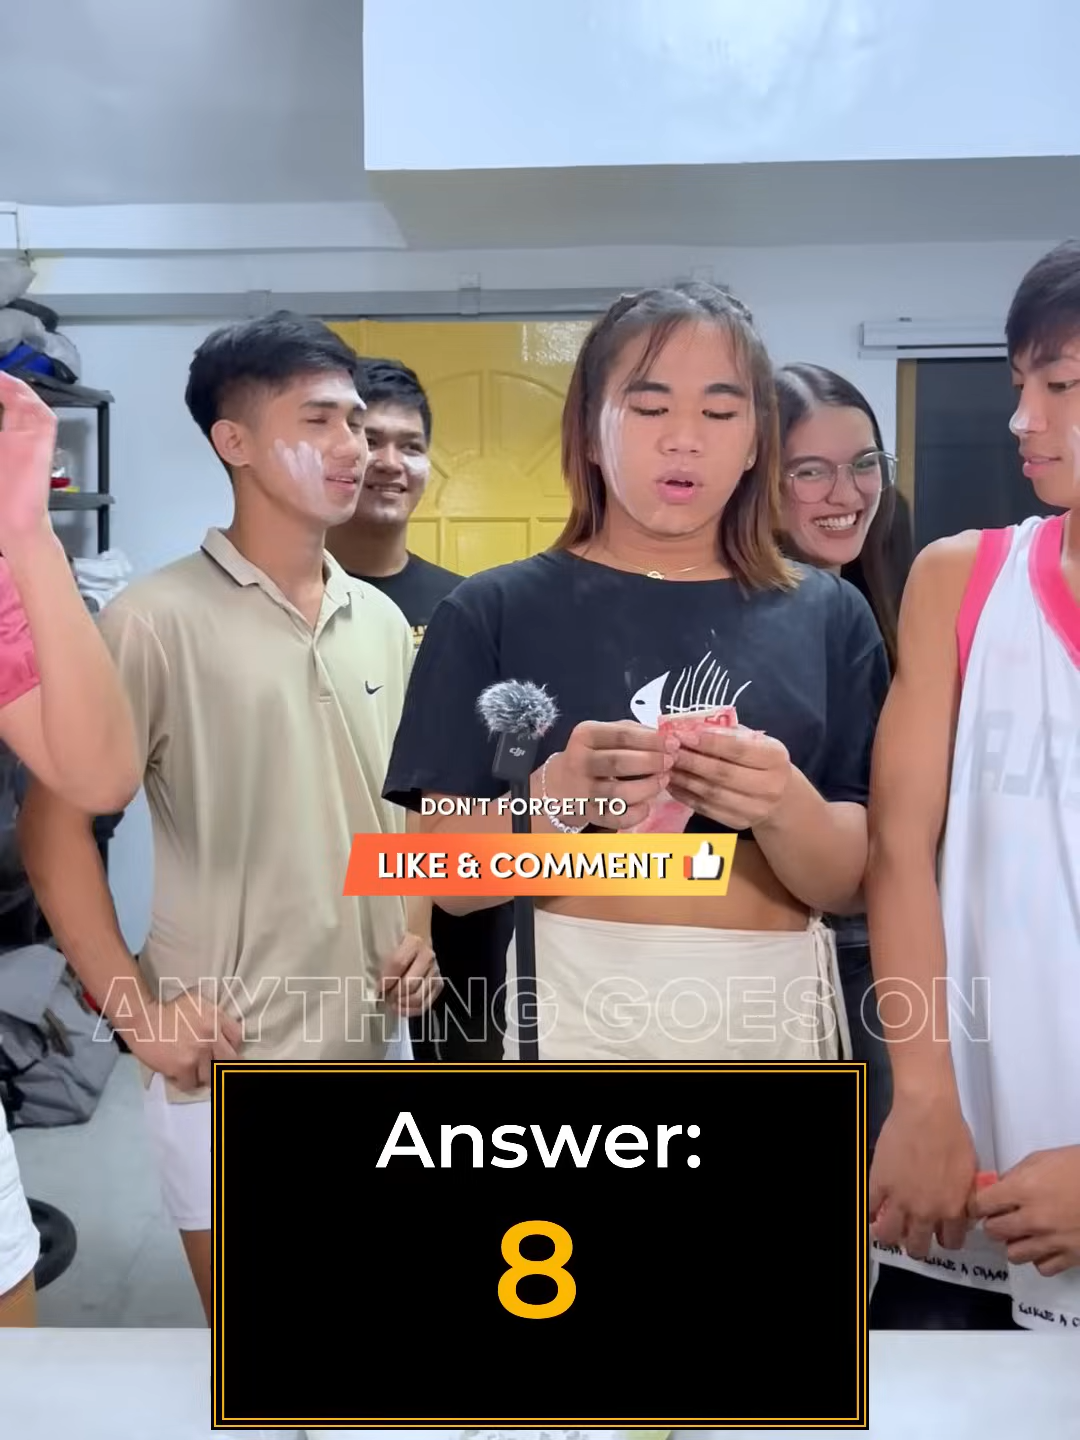 DON'T FORGET TO
LIKE & COMMENT
ANYTHING GOES ON
Answer:
8